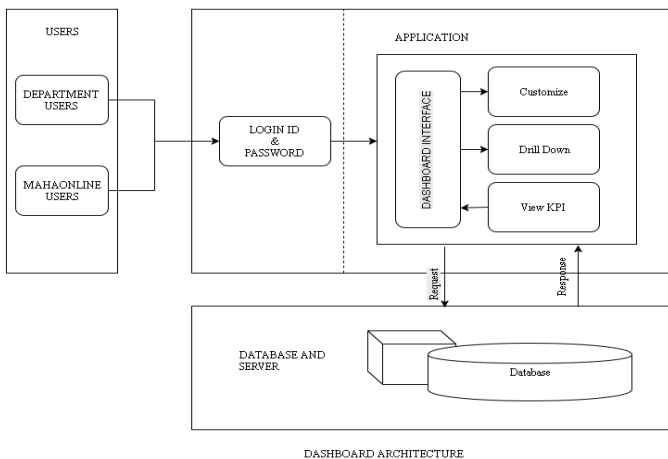 USERS
DEPARTMENT
USERS
MAHAONLINE
USERS
LOGIN ID
&
PASSWORD
APPLICATION
DASHBOARD INTERFACE
Customize
Drill Down
View KPI
Request
Response
DATABASE AND
SERVER
Database
DASHBOARD ARCHITECTURE